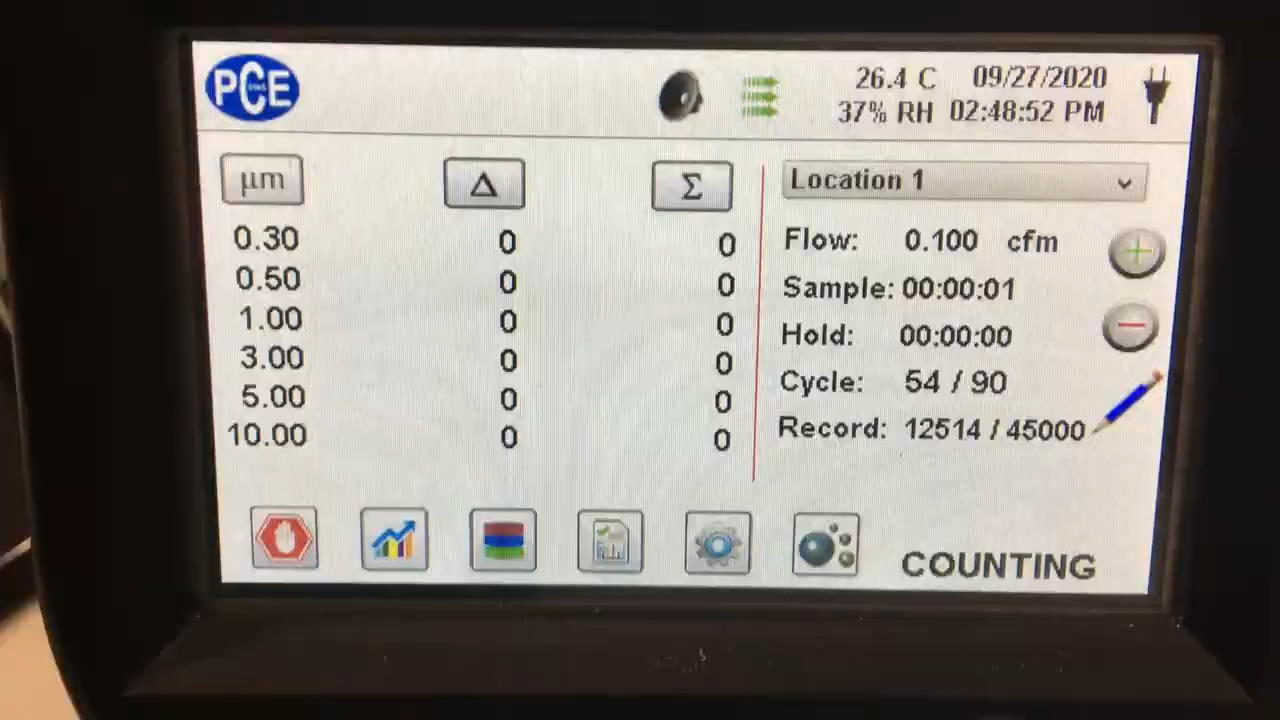 PCE
26.4 C 09/27/2020
37% RH 02:48:52 PM
µm Δ Σ
Location 1
0.30 0 0
0.50 0 0
1.00 0 0
3.00 0 0
5.00 0 0
10.00 0 0
Flow: 0.100 cfm
Sample: 00:00:01
Hold: 00:00:00
Cycle: 54 / 90
Record: 12514 / 45000
COUNTING